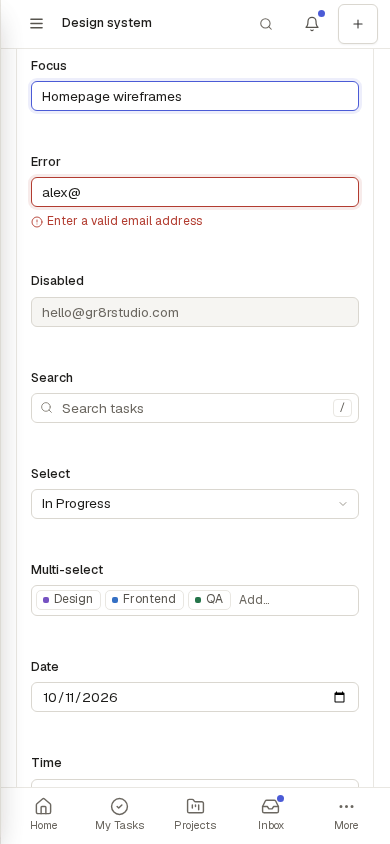 Design system
Focus
Homepage wireframes
Error
alex@
Enter a valid email address
Disabled
hello@gr8rstudio.com
Search
Search tasks /
Select
In Progress
Multi-select
Design Frontend QA Add…
Date
10/11/2026
Time
Home My Tasks Projects Inbox More